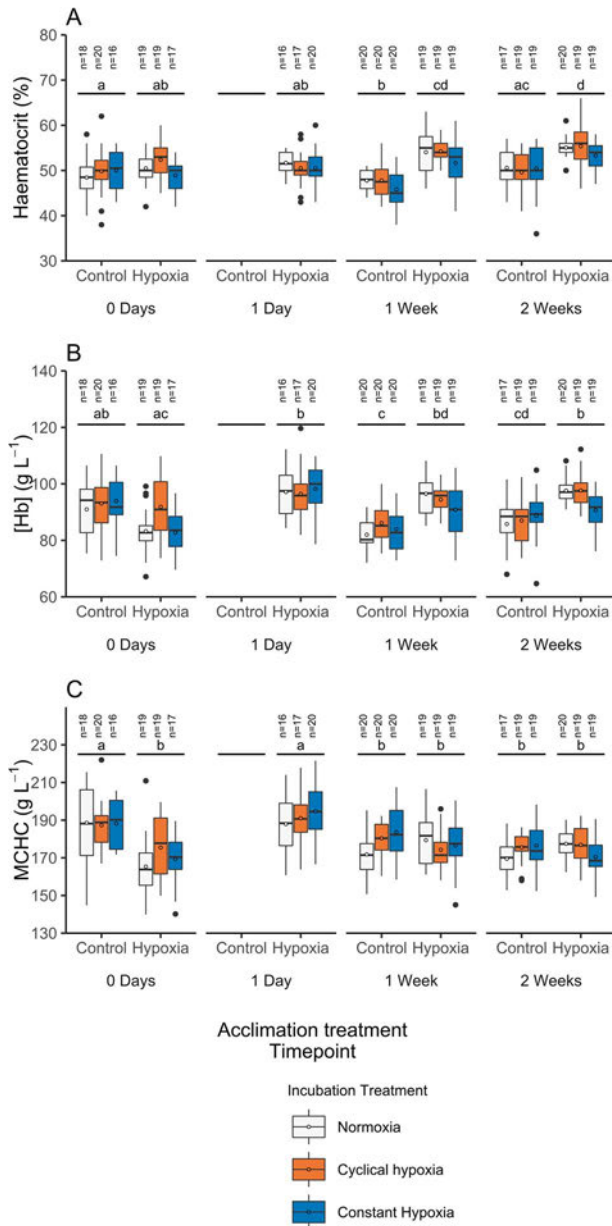 A
n=18 n=20 n=16 n=19 n=19 n=17 n=16 n=17 n=20 n=20 n=20 n=19 n=19 n=19 n=19 n=17 n=19 n=19 n=20 n=19 n=19
a ab ab b cd ac d
Haematocrit (%)
80
70
60
50
40
30
Control Hypoxia Control Hypoxia Control Hypoxia Control Hypoxia
0 Days 1 Day 1 Week 2 Weeks
B
n=18 n=20 n=16 n=19 n=19 n=17 n=16 n=17 n=20 n=20 n=20 n=19 n=19 n=19 n=19 n=17 n=19 n=19 n=20 n=19 n=19
ab ac b c bd cd b
[Hb] (g L⁻¹)
140
120
100
80
60
Control Hypoxia Control Hypoxia Control Hypoxia Control Hypoxia
0 Days 1 Day 1 Week 2 Weeks
C
n=18 n=20 n=16 n=19 n=19 n=17 n=16 n=17 n=20 n=20 n=20 n=19 n=19 n=19 n=19 n=17 n=19 n=19 n=20 n=19 n=19
a b a b b b b
MCHC (g L⁻¹)
230
210
190
170
150
130
Control Hypoxia Control Hypoxia Control Hypoxia Control Hypoxia
0 Days 1 Day 1 Week 2 Weeks
Acclimation treatment
Timepoint
Incubation Treatment
Normoxia
Cyclical hypoxia
Constant Hypoxia